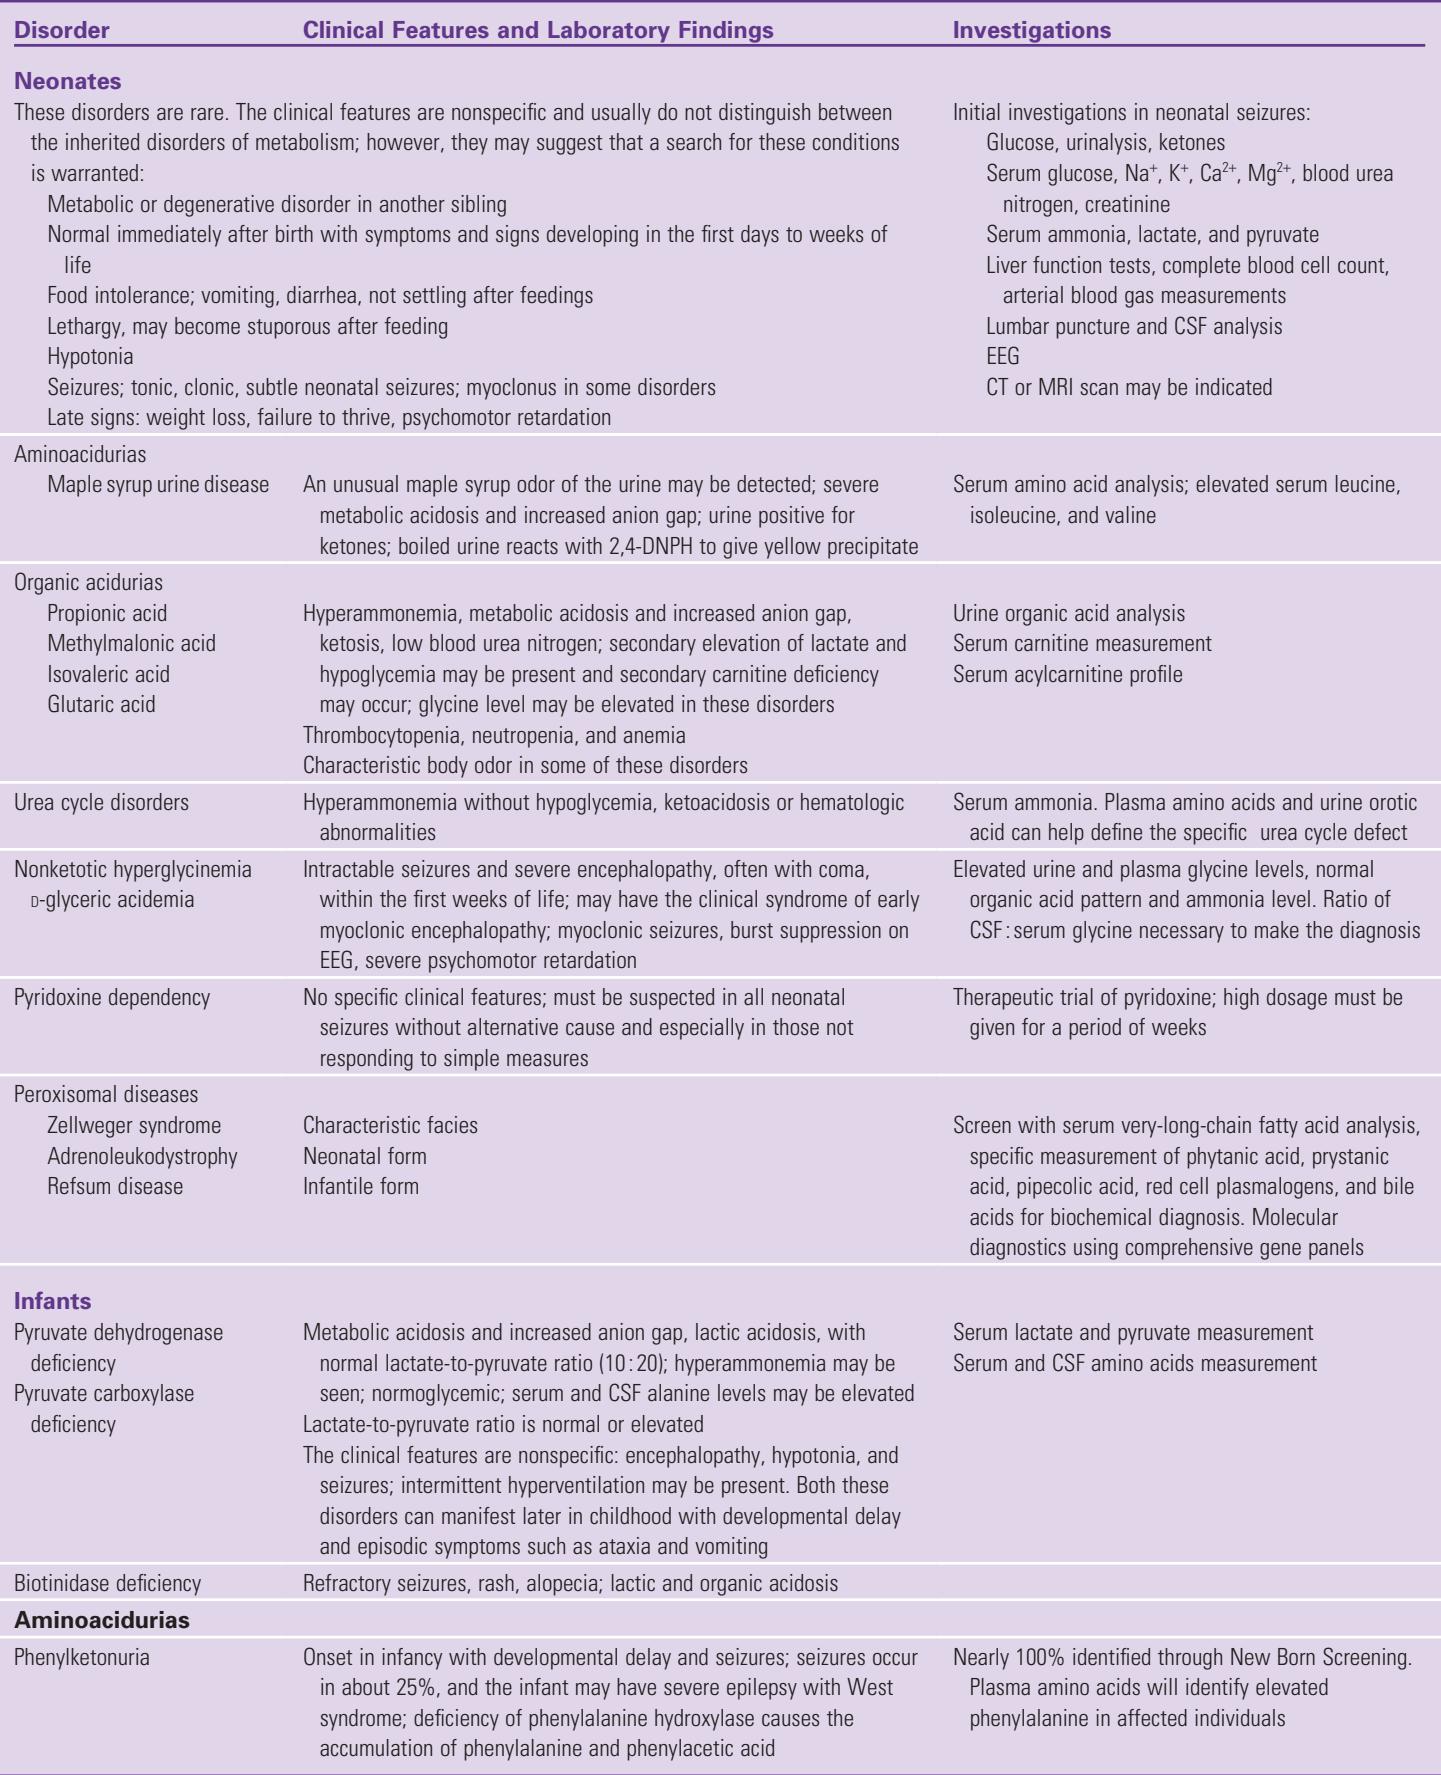 Disorder Clinical Features and Laboratory Findings Investigations
Neonates
These disorders are rare. The clinical features are nonspecific and usually do not distinguish between
the inherited disorders of metabolism; however, they may suggest that a search for these conditions
is warranted:
Metabolic or degenerative disorder in another sibling
Normal immediately after birth with symptoms and signs developing in the first days to weeks of
life
Food intolerance; vomiting, diarrhea, not settling after feedings
Lethargy, may become stuporous after feeding
Hypotonia
Seizures; tonic, clonic, subtle neonatal seizures; myoclonus in some disorders
Late signs: weight loss, failure to thrive, psychomotor retardation
Initial investigations in neonatal seizures:
Glucose, urinalysis, ketones
Serum glucose, Na⁺, K⁺, Ca²⁺, Mg²⁺, blood urea
nitrogen, creatinine
Serum ammonia, lactate, and pyruvate
Liver function tests, complete blood cell count,
arterial blood gas measurements
Lumbar puncture and CSF analysis
EEG
CT or MRI scan may be indicated
Aminoacidurias
Maple syrup urine disease
An unusual maple syrup odor of the urine may be detected; severe
metabolic acidosis and increased anion gap; urine positive for
ketones; boiled urine reacts with 2,4-DNPH to give yellow precipitate
Serum amino acid analysis; elevated serum leucine,
isoleucine, and valine
Organic acidurias
Propionic acid
Methylmalonic acid
Isovaleric acid
Glutaric acid
Hyperammonemia, metabolic acidosis and increased anion gap,
ketosis, low blood urea nitrogen; secondary elevation of lactate and
hypoglycemia may be present and secondary carnitine deficiency
may occur; glycine level may be elevated in these disorders
Thrombocytopenia, neutropenia, and anemia
Characteristic body odor in some of these disorders
Urine organic acid analysis
Serum carnitine measurement
Serum acylcarnitine profile
Urea cycle disorders
Hyperammonemia without hypoglycemia, ketoacidosis or hematologic
abnormalities
Serum ammonia. Plasma amino acids and urine orotic
acid can help define the specific urea cycle defect
Nonketotic hyperglycinemia
D-glyceric acidemia
Intractable seizures and severe encephalopathy, often with coma,
within the first weeks of life; may have the clinical syndrome of early
myoclonic encephalopathy; myoclonic seizures, burst suppression on
EEG, severe psychomotor retardation
Elevated urine and plasma glycine levels, normal
organic acid pattern and ammonia level. Ratio of
CSF:serum glycine necessary to make the diagnosis
Pyridoxine dependency
No specific clinical features; must be suspected in all neonatal
seizures without alternative cause and especially in those not
responding to simple measures
Therapeutic trial of pyridoxine; high dosage must be
given for a period of weeks
Peroxisomal diseases
Zellweger syndrome
Adrenoleukodystrophy
Refsum disease
Characteristic facies
Neonatal form
Infantile form
Screen with serum very-long-chain fatty acid analysis,
specific measurement of phytanic acid, prystanic
acid, pipecolic acid, red cell plasmalogens, and bile
acids for biochemical diagnosis. Molecular
diagnostics using comprehensive gene panels
Infants
Pyruvate dehydrogenase
deficiency
Pyruvate carboxylase
deficiency
Metabolic acidosis and increased anion gap, lactic acidosis, with
normal lactate-to-pyruvate ratio (10:20); hyperammonemia may be
seen; normoglycemic; serum and CSF alanine levels may be elevated
Lactate-to-pyruvate ratio is normal or elevated
The clinical features are nonspecific: encephalopathy, hypotonia, and
seizures; intermittent hyperventilation may be present. Both these
disorders can manifest later in childhood with developmental delay
and episodic symptoms such as ataxia and vomiting
Serum lactate and pyruvate measurement
Serum and CSF amino acids measurement
Biotinidase deficiency
Refractory seizures, rash, alopecia; lactic and organic acidosis
Aminoacidurias
Phenylketonuria
Onset in infancy with developmental delay and seizures; seizures occur
in about 25%, and the infant may have severe epilepsy with West
syndrome; deficiency of phenylalanine hydroxylase causes the
accumulation of phenylalanine and phenylacetic acid
Nearly 100% identified through New Born Screening.
Plasma amino acids will identify elevated
phenylalanine in affected individuals